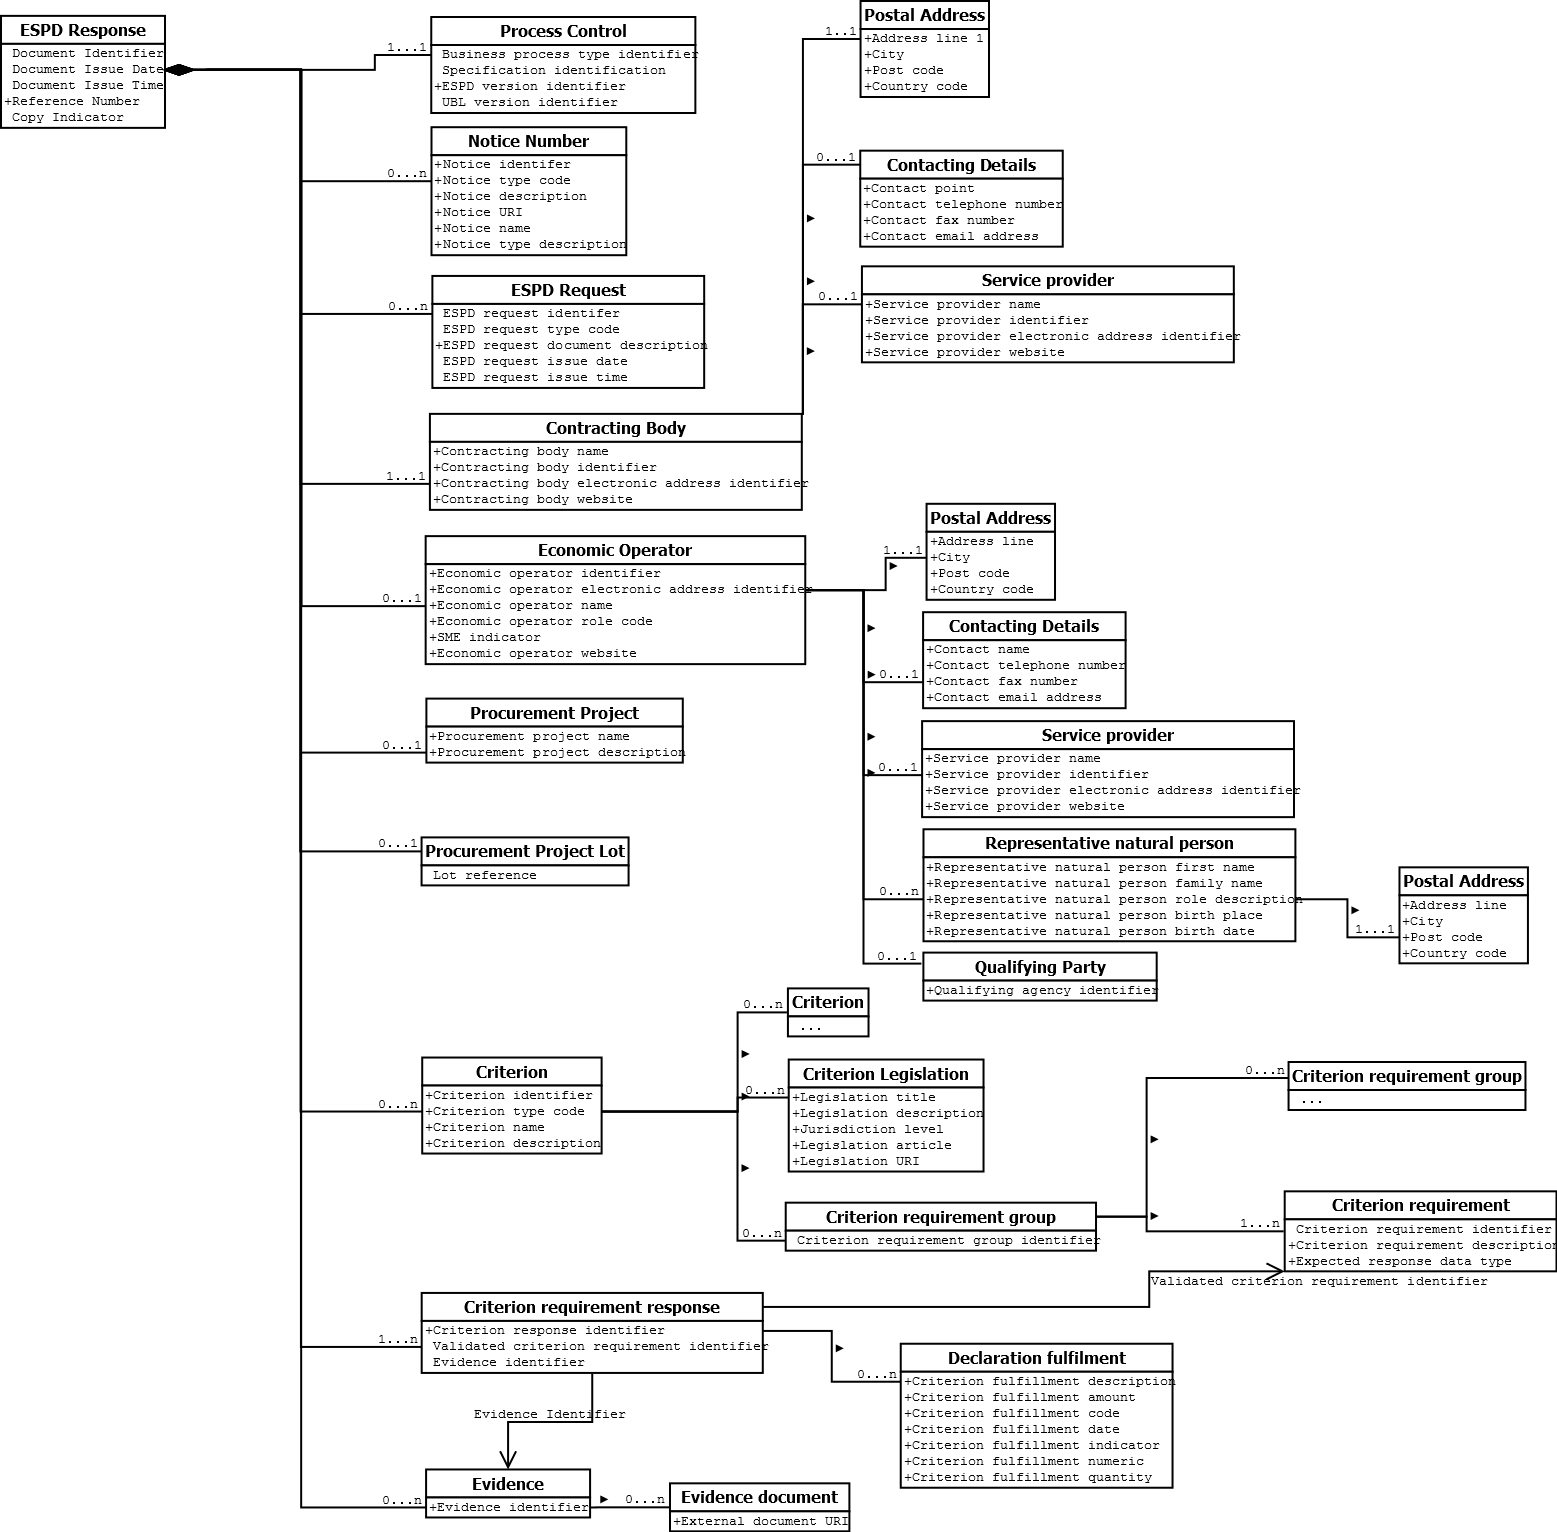 ESPD Response
Document Identifier
Document Issue Date
Document Issue Time
+Reference Number
Copy Indicator
1...1
Process Control
Business process type identifier
Specification identification
+ESPD version identifier
UBL version identifier
0...n
Notice Number
+Notice identifer
+Notice type code
+Notice description
+Notice URI
+Notice name
+Notice type description
0...n
ESPD Request
ESPD request identifer
ESPD request type code
+ESPD request document description
ESPD request issue date
ESPD request issue time
1...1
Contracting Body
+Contracting body name
+Contracting body identifier
+Contracting body electronic address identifier
+Contracting body website
1..1
Postal Address
+Address line 1
+City
+Post code
+Country code
0...1
Contacting Details
+Contact point
+Contact telephone number
+Contact fax number
+Contact email address
0...1
Service provider
+Service provider name
+Service provider identifier
+Service provider electronic address identifier
+Service provider website
0...1
Economic Operator
+Economic operator identifier
+Economic operator electronic address identifier
+Economic operator name
+Economic operator role code
+SME indicator
+Economic operator website
1...1
Postal Address
+Address line
+City
+Post code
+Country code
0...1
Contacting Details
+Contact name
+Contact telephone number
+Contact fax number
+Contact email address
0...1
Service provider
+Service provider name
+Service provider identifier
+Service provider electronic address identifier
+Service provider website
0...n
Representative natural person
+Representative natural person first name
+Representative natural person family name
+Representative natural person role description
+Representative natural person birth place
+Representative natural person birth date
1...1
Postal Address
+Address line
+City
+Post code
+Country code
0...1
Qualifying Party
+Qualifying agency identifier
0...1
Procurement Project
+Procurement project name
+Procurement project description
0...1
Procurement Project Lot
Lot reference
0...n
Criterion
+Criterion identifier
+Criterion type code
+Criterion name
+Criterion description
0...n
Criterion
...
0...n
Criterion Legislation
+Legislation title
+Legislation description
+Jurisdiction level
+Legislation article
+Legislation URI
0...n
Criterion requirement group
Criterion requirement group identifier
0...n
Criterion requirement group
...
1...n
Criterion requirement
Criterion requirement identifier
+Criterion requirement description
+Expected response data type
Validated criterion requirement identifier
1...n
Criterion requirement response
+Criterion response identifier
Validated criterion requirement identifier
Evidence identifier
0...n
Declaration fulfilment
+Criterion fulfillment description
+Criterion fulfillment amount
+Criterion fulfillment code
+Criterion fulfillment date
+Criterion fulfillment indicator
+Criterion fulfillment numeric
+Criterion fulfillment quantity
Evidence Identifier
0...n
Evidence
+Evidence identifier
0...n
Evidence document
+External document URI